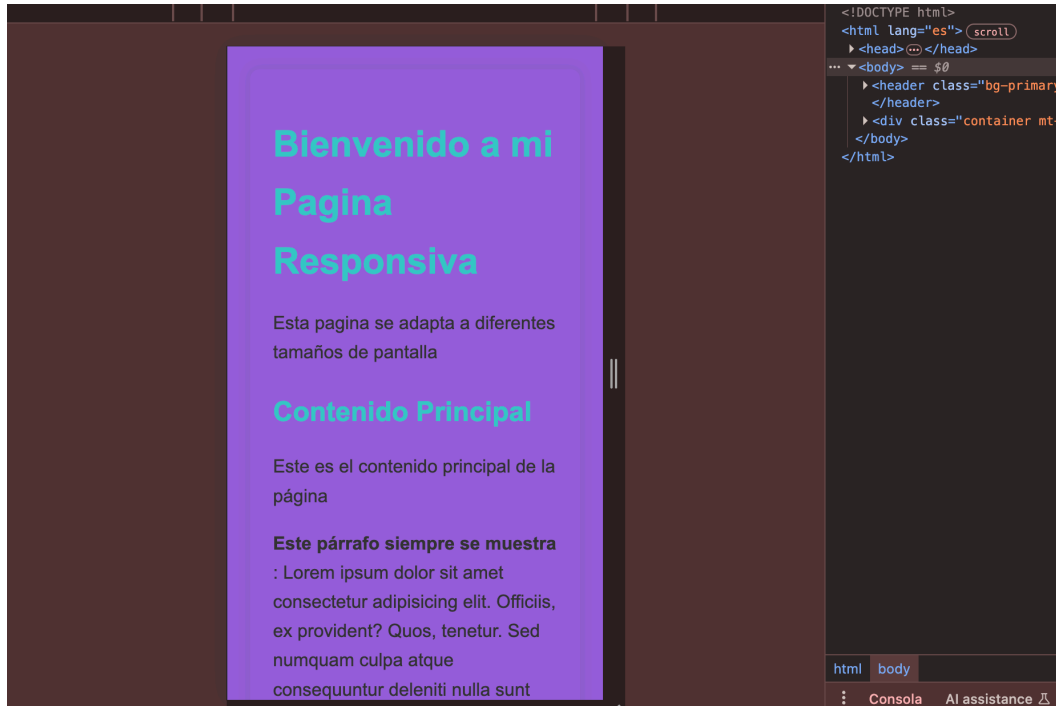 Bienvenido a mi
Pagina
Responsiva
Esta pagina se adapta a diferentes
tamaños de pantalla
Contenido Principal
Este es el contenido principal de la
página
Este párrafo siempre se muestra
: Lorem ipsum dolor sit amet
consectetur adipisicing elit. Officiis,
ex provident? Quos, tenetur. Sed
numquam culpa atque
consequuntur deleniti nulla sunt
<!DOCTYPE html>
<html lang="es"> scroll
<head> </head>
<body> == $0
<header class="bg-primary
</header>
<div class="container mt-
</body>
</html>
html body
Consola AI assistance